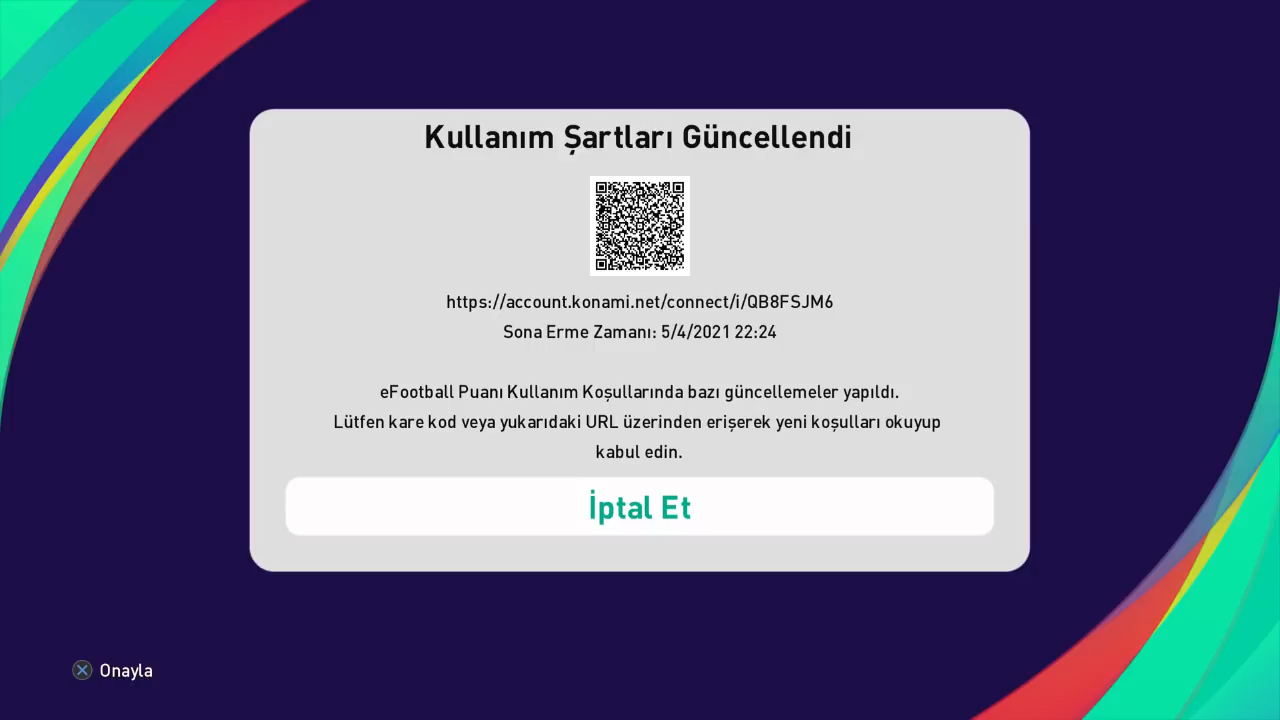 Kullanım Şartları Güncellendi
https://account.konami.net/connect/i/QB8FSJM6
Sona Erme Zamanı: 5/4/2021 22:24
eFootball Puanı Kullanım Koşullarında bazı güncellemeler yapıldı.
Lütfen kare kod veya yukarıdaki URL üzerinden erişerek yeni koşulları okuyup
kabul edin.
İptal Et
Onayla